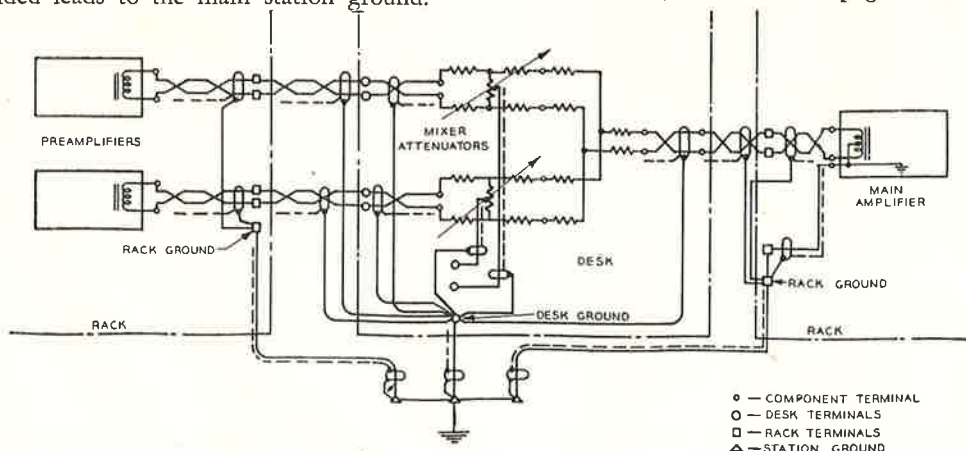 ded leads to the main station ground.
PREAMPLIFIERS
MIXER
ATTENUATORS
MAIN
AMPLIFIER
RACK GROUND
DESK
RACK GROUND
DESK GROUND
RACK
RACK
o — COMPONENT TERMINAL
O — DESK TERMINALS
□ — RACK TERMINALS
△ — STATION GROUND